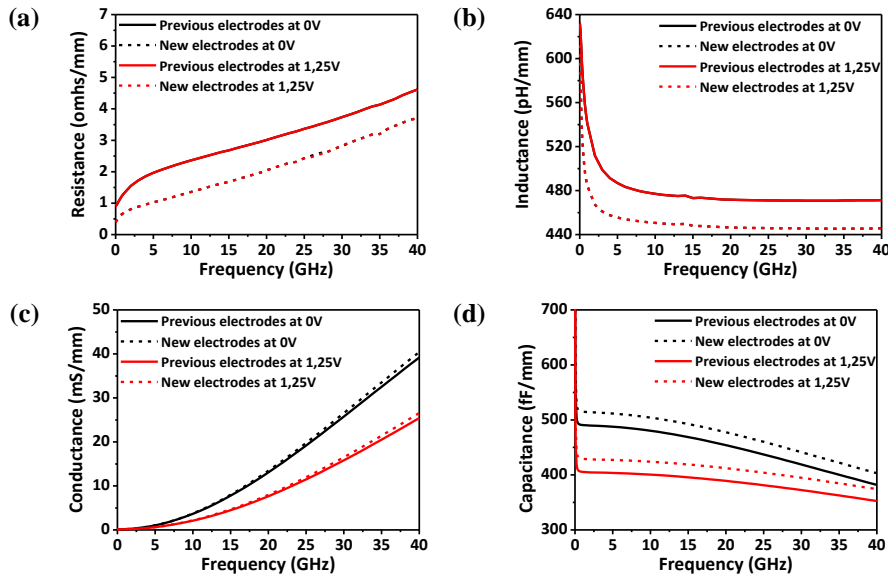 (a)
Resistance (omhs/mm)
7
6
5
4
3
2
1
0
Previous electrodes at 0V
New electrodes at 0V
Previous electrodes at 1,25V
New electrodes at 1,25V
0 5 10 15 20 25 30 35 40
Frequency (GHz)
(b)
Inductance (pH/mm)
640
600
560
520
480
440
Previous electrodes at 0V
New electrodes at 0V
Previous electrodes at 1,25V
New electrodes at 1,25V
0 5 10 15 20 25 30 35 40
Frequency (GHz)
(c)
Conductance (mS/mm)
50
40
30
20
10
0
Previous electrodes at 0V
New electrodes at 0V
Previous electrodes at 1,25V
New electrodes at 1,25V
0 5 10 15 20 25 30 35 40
Frequency (GHz)
(d)
Capacitance (fF/mm)
700
600
500
400
300
Previous electrodes at 0V
New electrodes at 0V
Previous electrodes at 1,25V
New electrodes at 1,25V
0 5 10 15 20 25 30 35 40
Frequency (GHz)